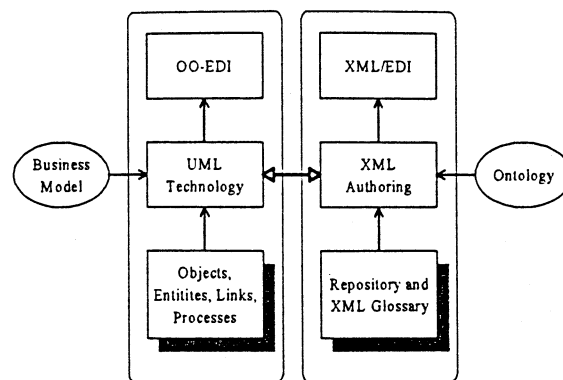 OO-EDI
XML/EDI
Business
Model
UML
Technology
XML
Authoring
Ontology
Objects,
Entitites, Links,
Processes
Repository and
XML Glossary